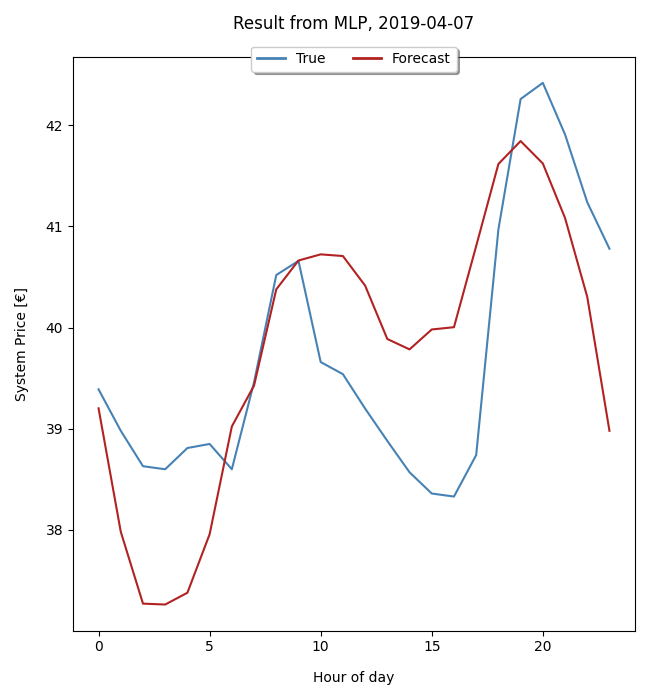 Result from MLP, 2019-04-07
True Forecast
System Price [€]
42
41
40
39
38
0 5 10 15 20
Hour of day